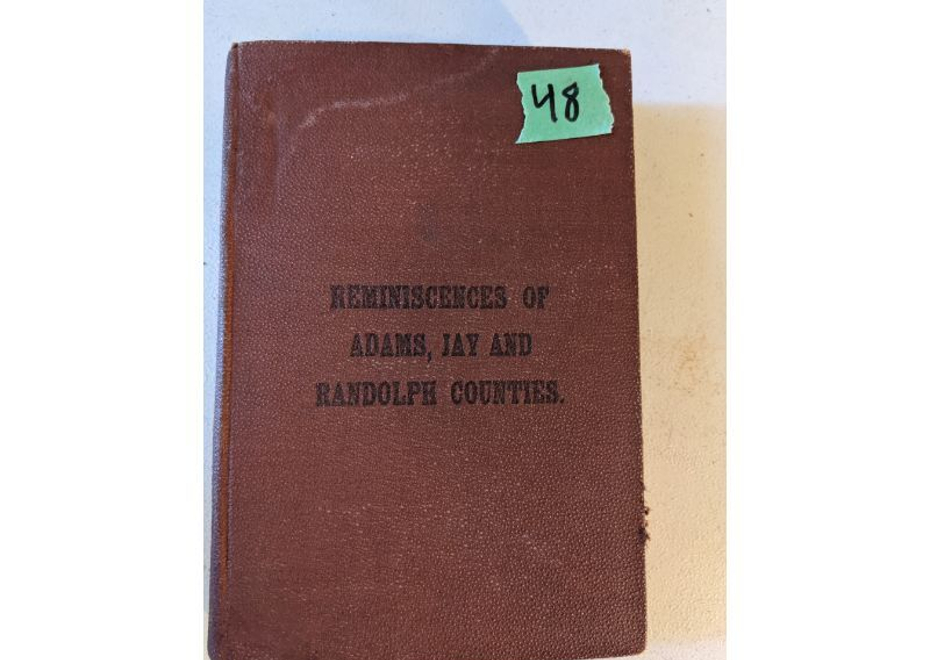 48
REMINISCENCES OF
ADAMS, JAY AND
RANDOLPH COUNTIES.